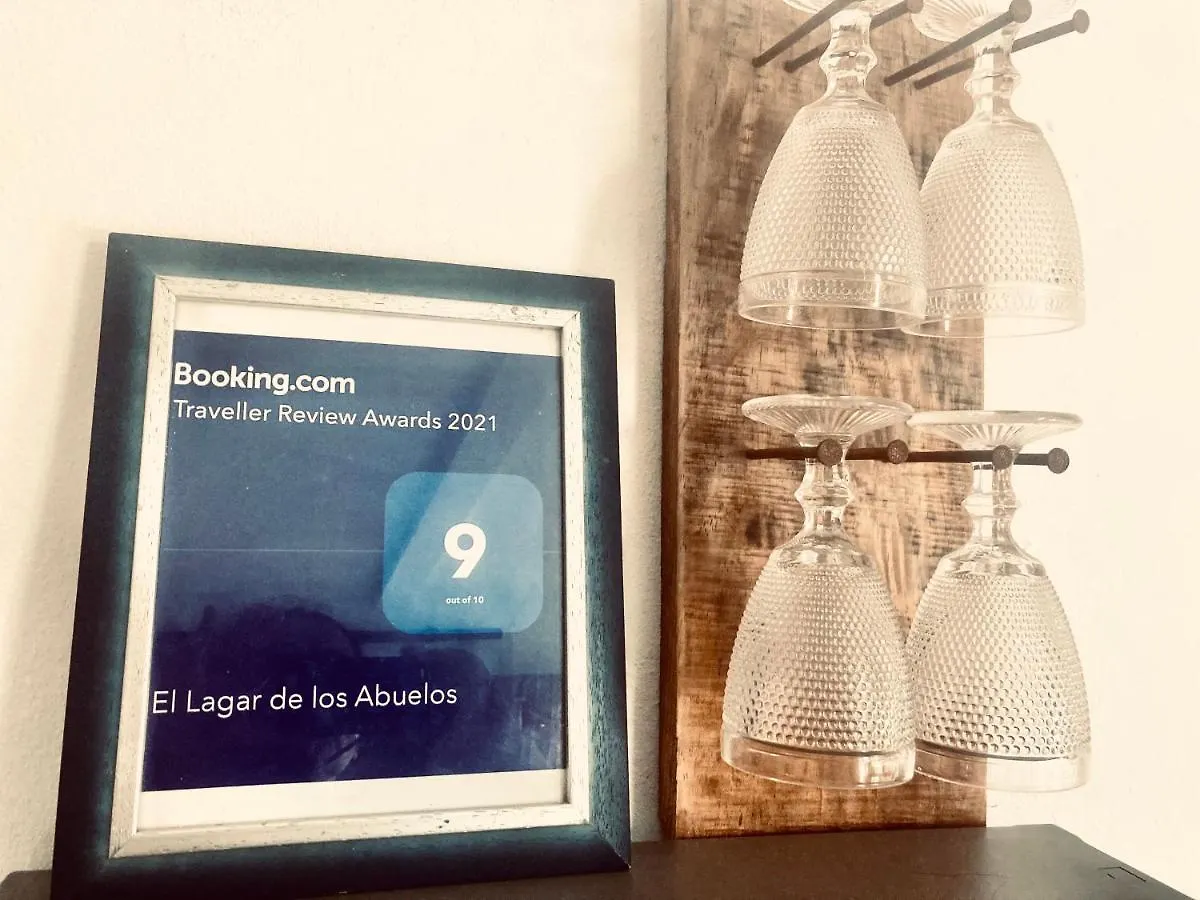 Booking.com
Traveller Review Awards 2021
9
out of 10
El Lagar de los Abuelos